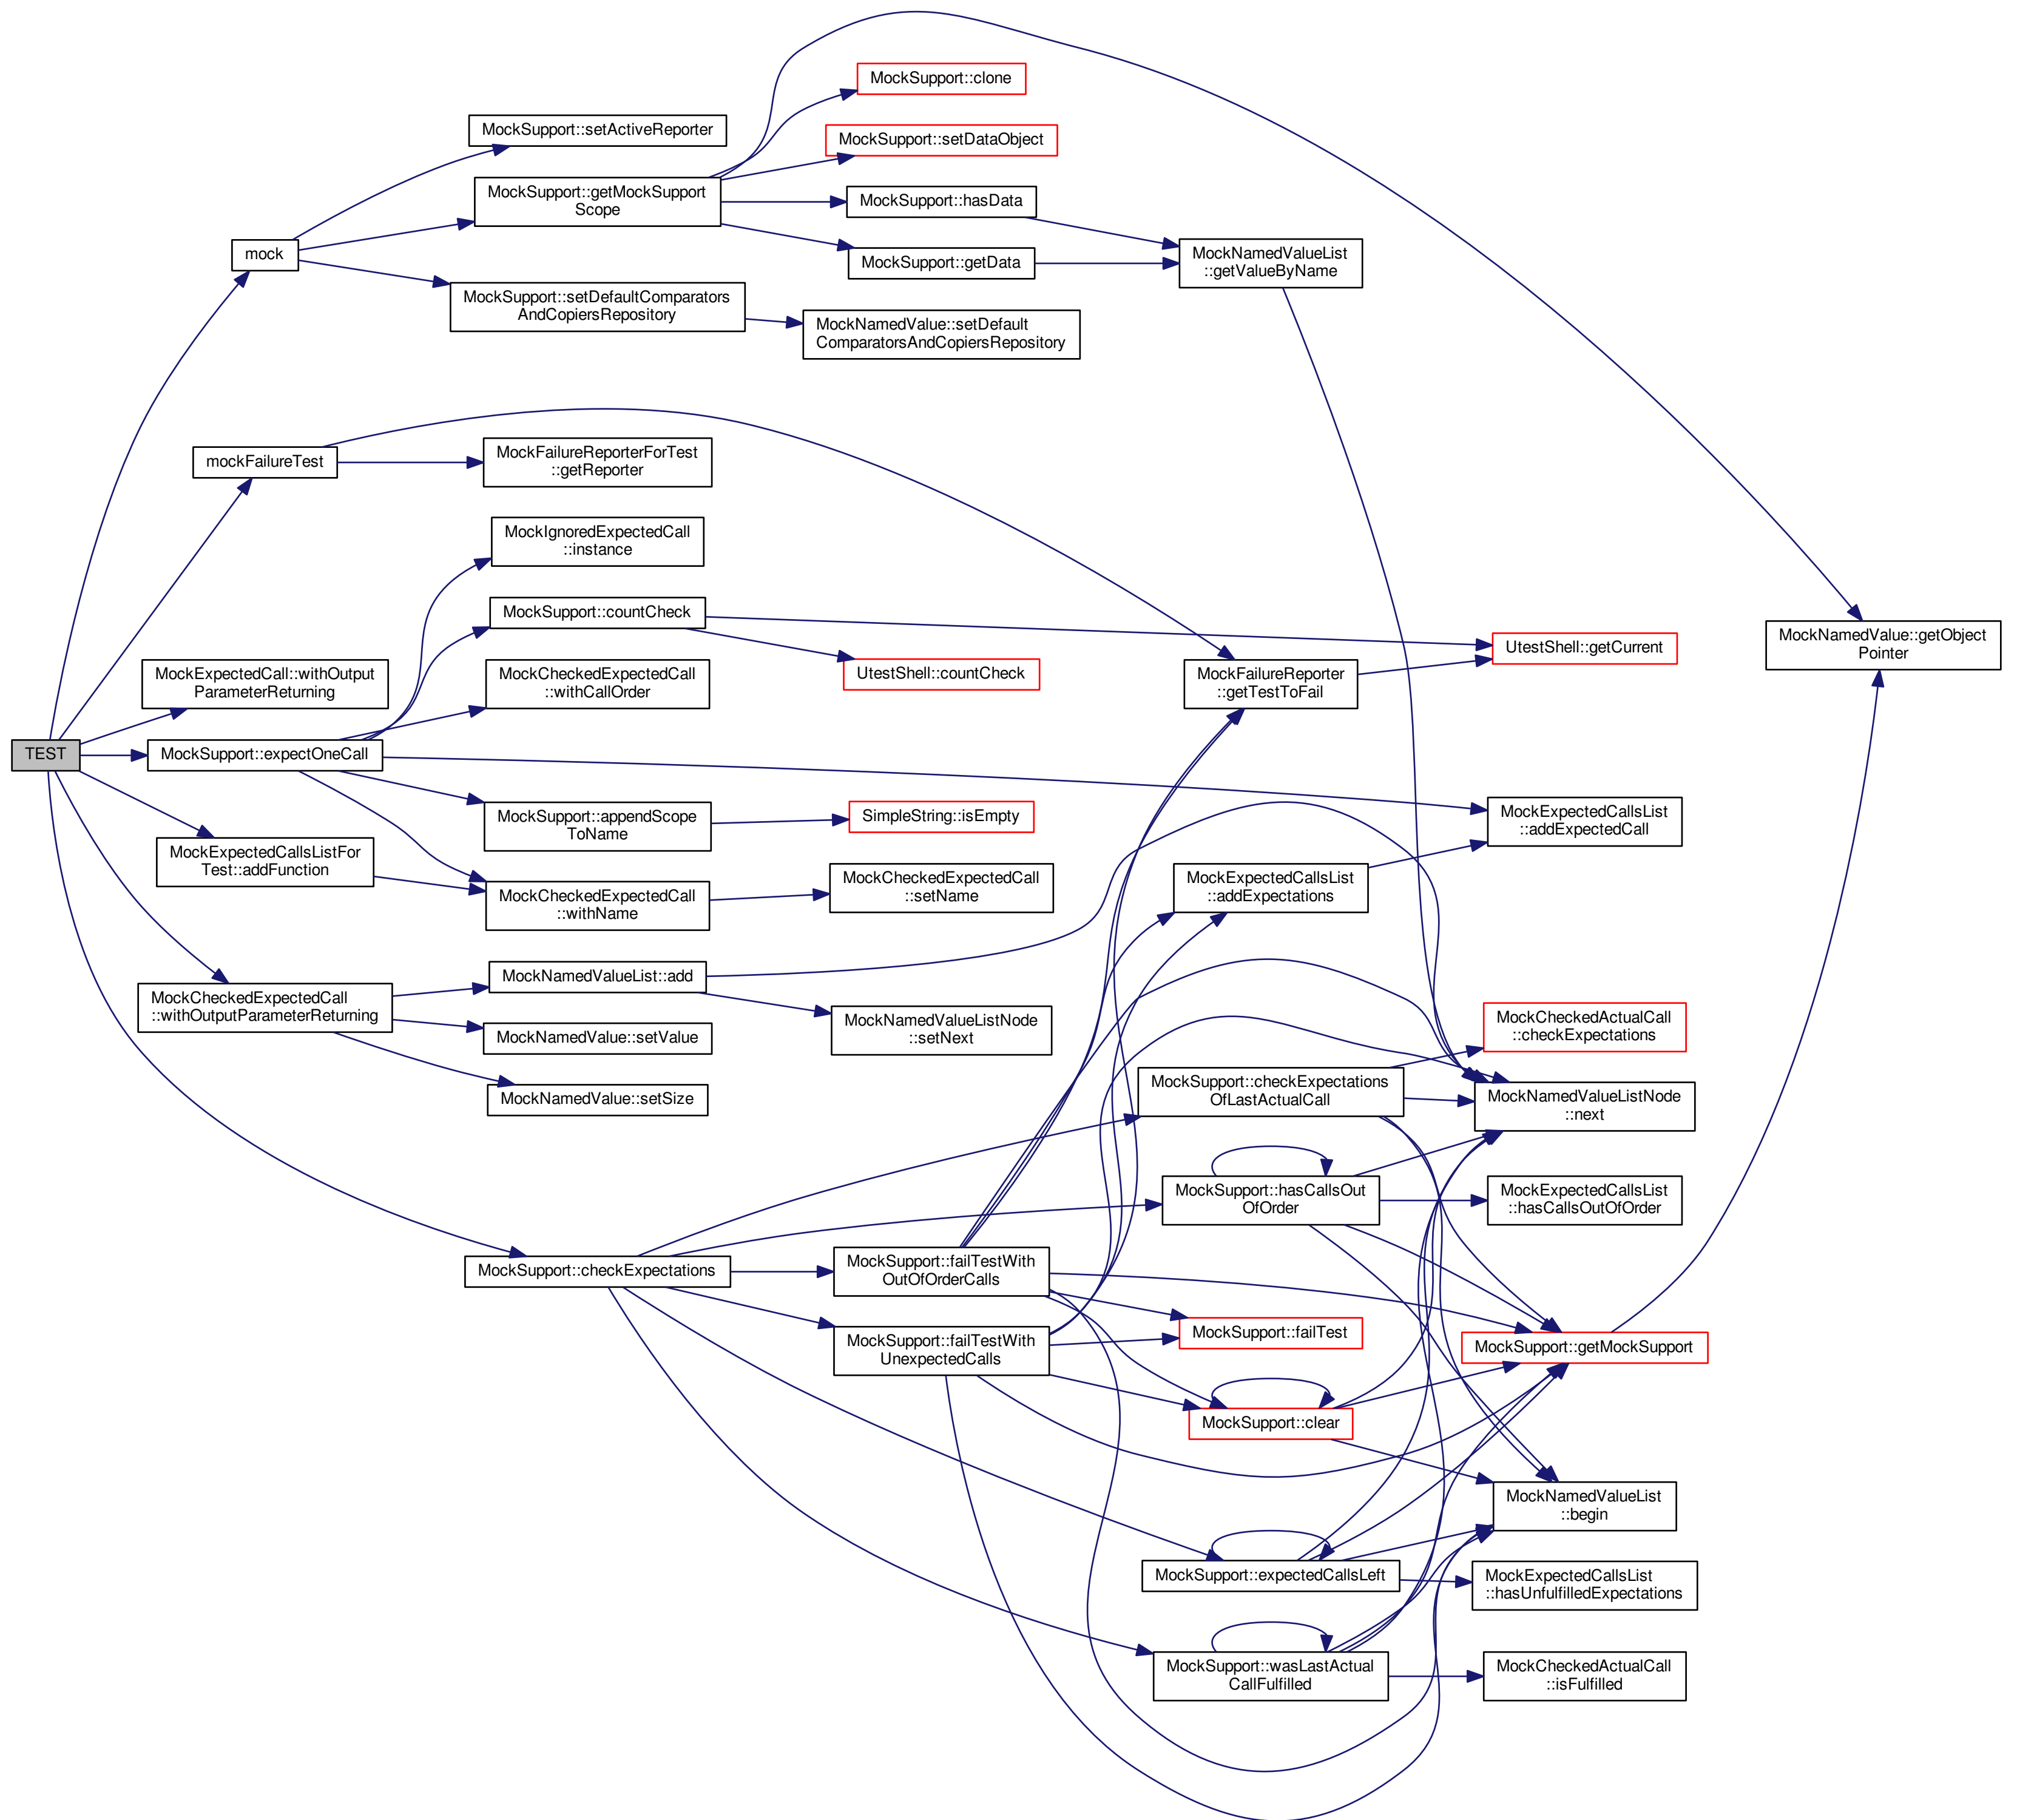 MockSupport::clone
MockSupport::setActiveReporter
MockSupport::setDataObject
MockSupport::getMockSupport
Scope
MockSupport::hasData
mock
MockSupport::getData
MockNamedValueList
::getValueByName
MockSupport::setDefaultComparators
AndCopiersRepository
MockNamedValue::setDefault
ComparatorsAndCopiersRepository
mockFailureTest
MockFailureReporterForTest
::getReporter
MockIgnoredExpectedCall
::instance
MockSupport::countCheck
MockNamedValue::getObject
Pointer
UtestShell::getCurrent
MockExpectedCall::withOutput
ParameterReturning
MockCheckedExpectedCall
::withCallOrder
UtestShell::countCheck
MockFailureReporter
::getTestToFail
TEST
MockSupport::expectOneCall
MockSupport::appendScope
ToName
SimpleString::isEmpty
MockExpectedCallsList
::addExpectedCall
MockExpectedCallsListFor
Test::addFunction
MockCheckedExpectedCall
::withName
MockCheckedExpectedCall
::setName
MockExpectedCallsList
::addExpectations
MockCheckedExpectedCall
::withOutputParameterReturning
MockNamedValueList::add
MockNamedValue::setValue
MockNamedValueListNode
::setNext
MockCheckedActualCall
::checkExpectations
MockNamedValue::setSize
MockSupport::checkExpectations
OfLastActualCall
MockNamedValueListNode
::next
MockSupport::hasCallsOut
OfOrder
MockExpectedCallsList
::hasCallsOutOfOrder
MockSupport::checkExpectations
MockSupport::failTestWith
OutOfOrderCalls
MockSupport::failTestWith
UnexpectedCalls
MockSupport::failTest
MockSupport::getMockSupport
MockSupport::clear
MockNamedValueList
::begin
MockSupport::expectedCallsLeft
MockExpectedCallsList
::hasUnfulfilledExpectations
MockSupport::wasLastActual
CallFulfilled
MockCheckedActualCall
::isFulfilled